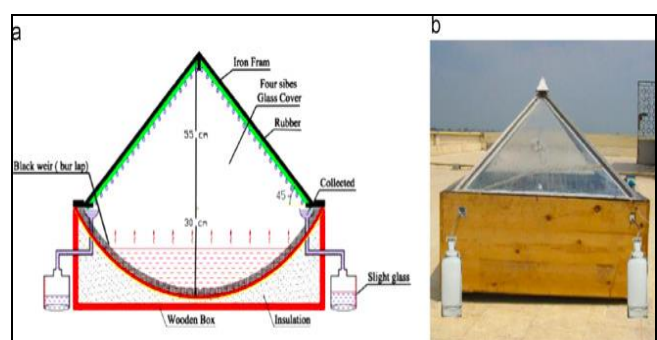 a
b
Iron Fram
Four sibes
Glass Cover
Rubber
55 cm
Black weir ( bur lap)
45°
Collected
30 cm
Slight glass
Wooden Box
Insulation